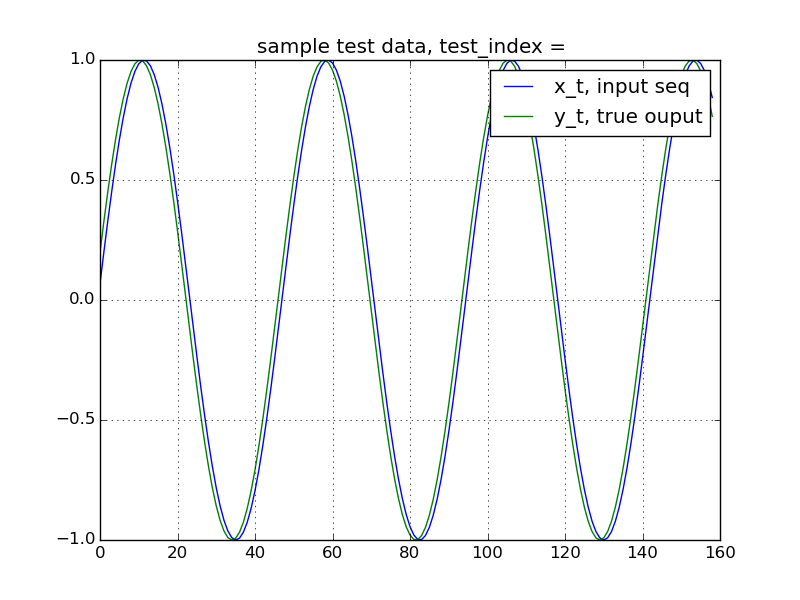 sample test data, test_index =
x_t, input seq
y_t, true ouput
1.0
0.5
0.0
−0.5
−1.0
0 20 40 60 80 100 120 140 160